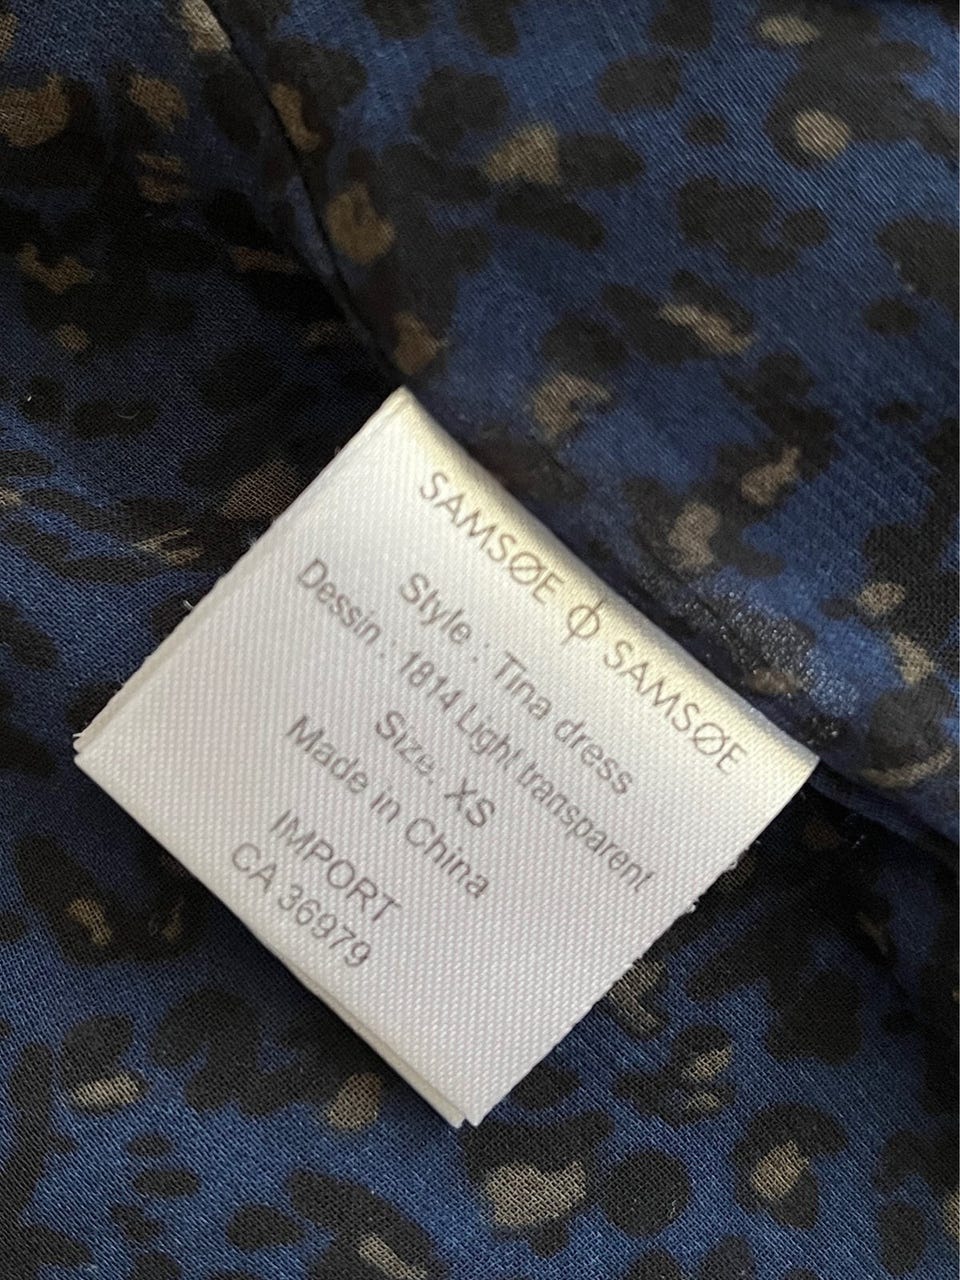 SAMSØE ϕ SAMSØE
Style : Tina dress
Dessin : 1814 Light transparent
Size: XS
Made in China
IMPORT
CA 36979